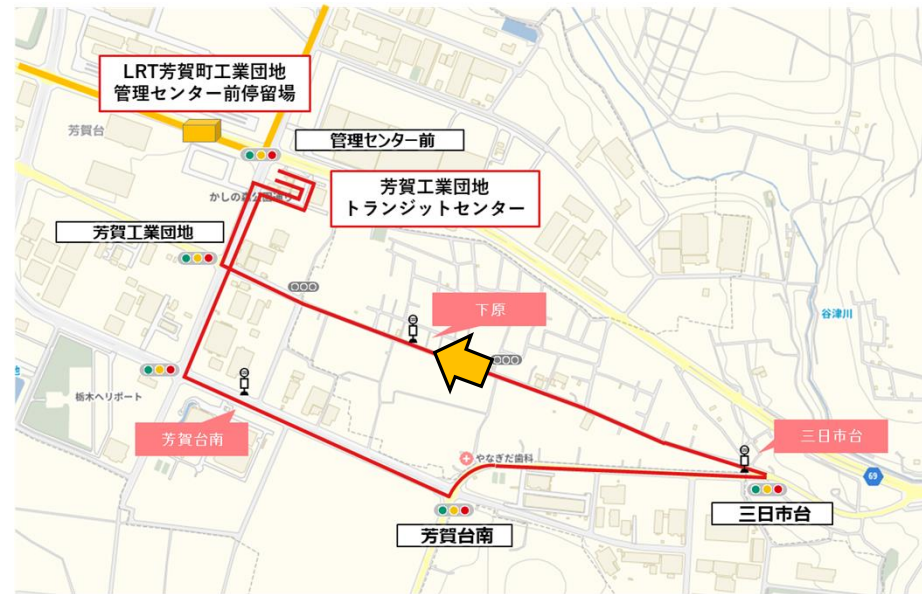 LRT芳賀町工業団地
管理センター前停留場
芳賀台
管理センター前
芳賀工業団地
トランジットセンター
芳賀工業団地
下原
谷津川
栃木ヘリポート
芳賀台南
やなぎだ歯科
三日市台
69
三日市台
芳賀台南